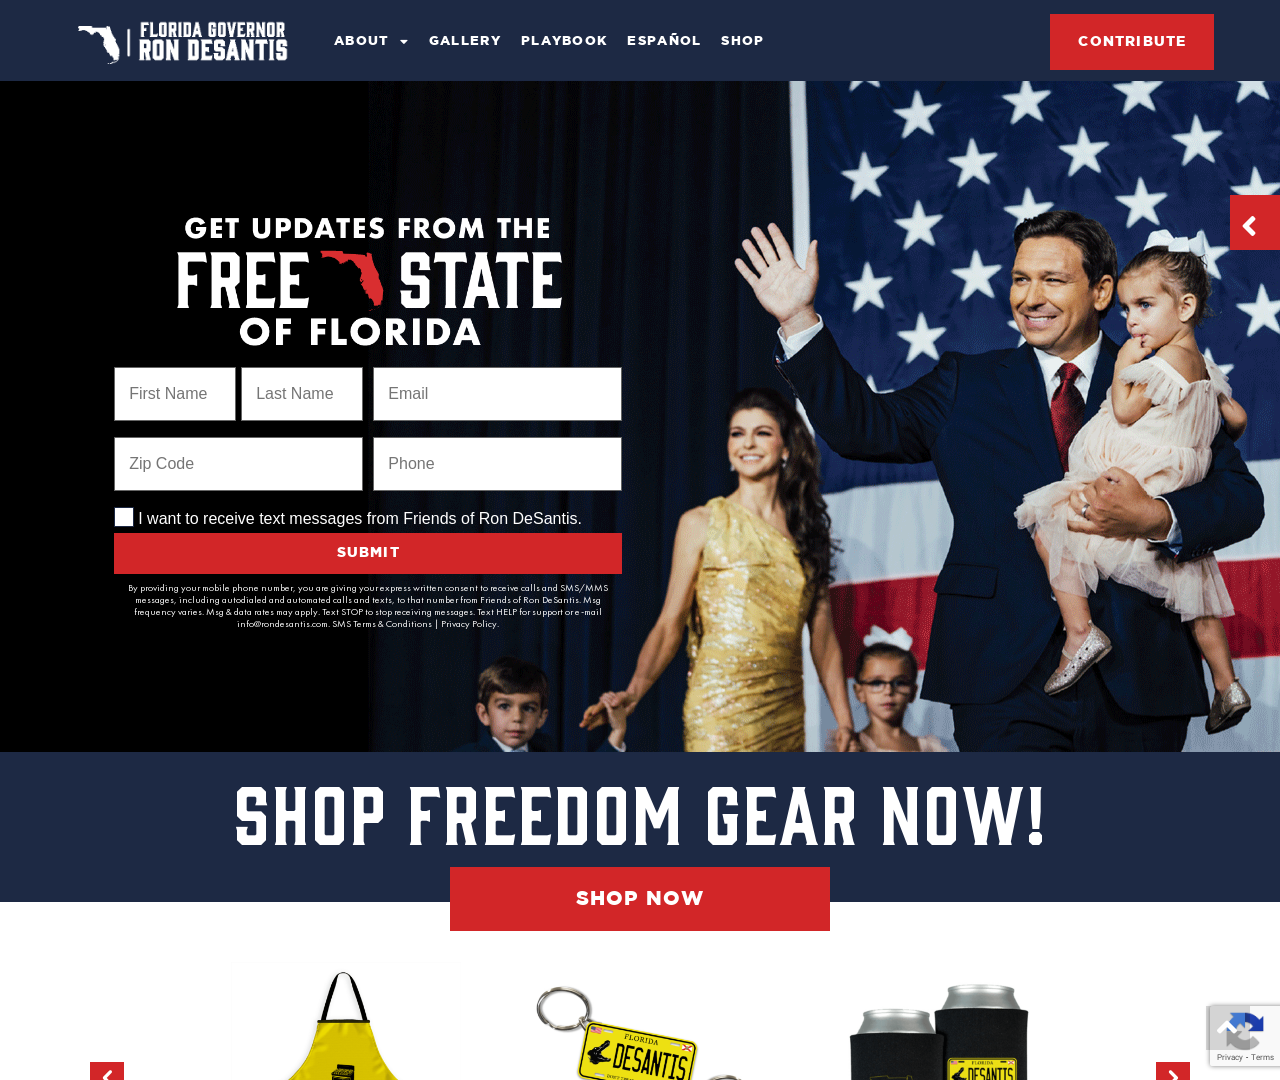 FLORIDA GOVERNOR
RON DESANTIS
ABOUT GALLERY PLAYBOOK ESPAÑOL SHOP
CONTRIBUTE
GET UPDATES FROM THE
FREE STATE
OF FLORIDA
First Name Last Name Email
Zip Code Phone
I want to receive text messages from Friends of Ron DeSantis.
SUBMIT
By providing your mobile phone number, you are giving your express written consent to receive calls and SMS/MMS
messages, including autodialed and automated calls and texts, to that number from Friends of Ron DeSantis. Msg
frequency varies. Msg & data rates may apply. Text STOP to stop receiving messages. Text HELP for support or e-mail
info@rondesantis.com. SMS Terms & Conditions | Privacy Policy.
SHOP FREEDOM GEAR NOW!
SHOP NOW
FLORIDA
DESANTIS
FLORIDA
DESANTIS
Privacy - Terms